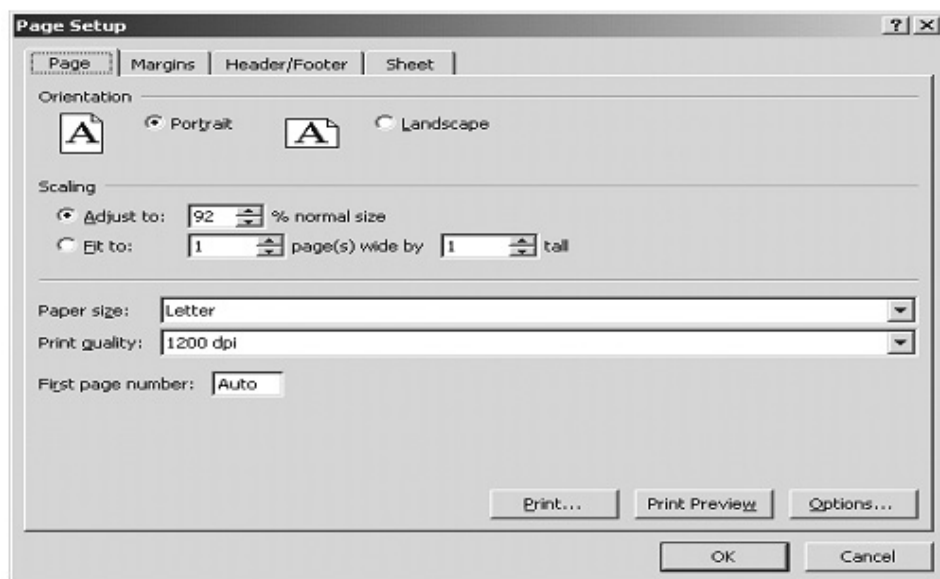 Page Setup
Page Margins Header/Footer Sheet
Orientation
A Portrait A Landscape
Scaling
Adjust to: 92 % normal size
Fit to: 1 page(s) wide by 1 tall
Paper size: Letter
Print quality: 1200 dpi
First page number: Auto
Print... Print Preview Options...
OK Cancel